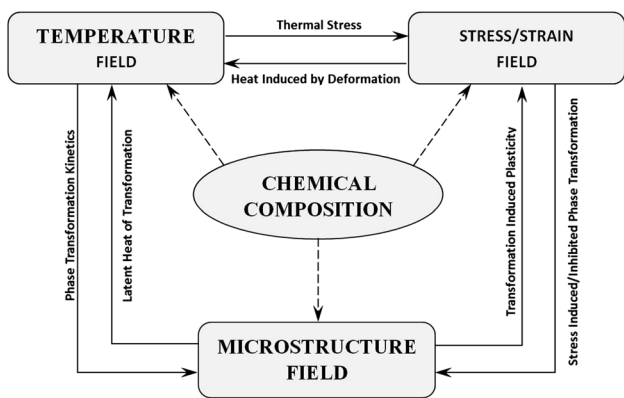 TEMPERATURE
FIELD
Thermal Stress
STRESS/STRAIN
FIELD
Heat Induced by Deformation
Phase Transformation Kinetics
Latent Heat of Transformation
CHEMICAL
COMPOSITION
Transformation Induced Plasticity
Stress Induced/Inhibited Phase Transformation
MICROSTRUCTURE
FIELD